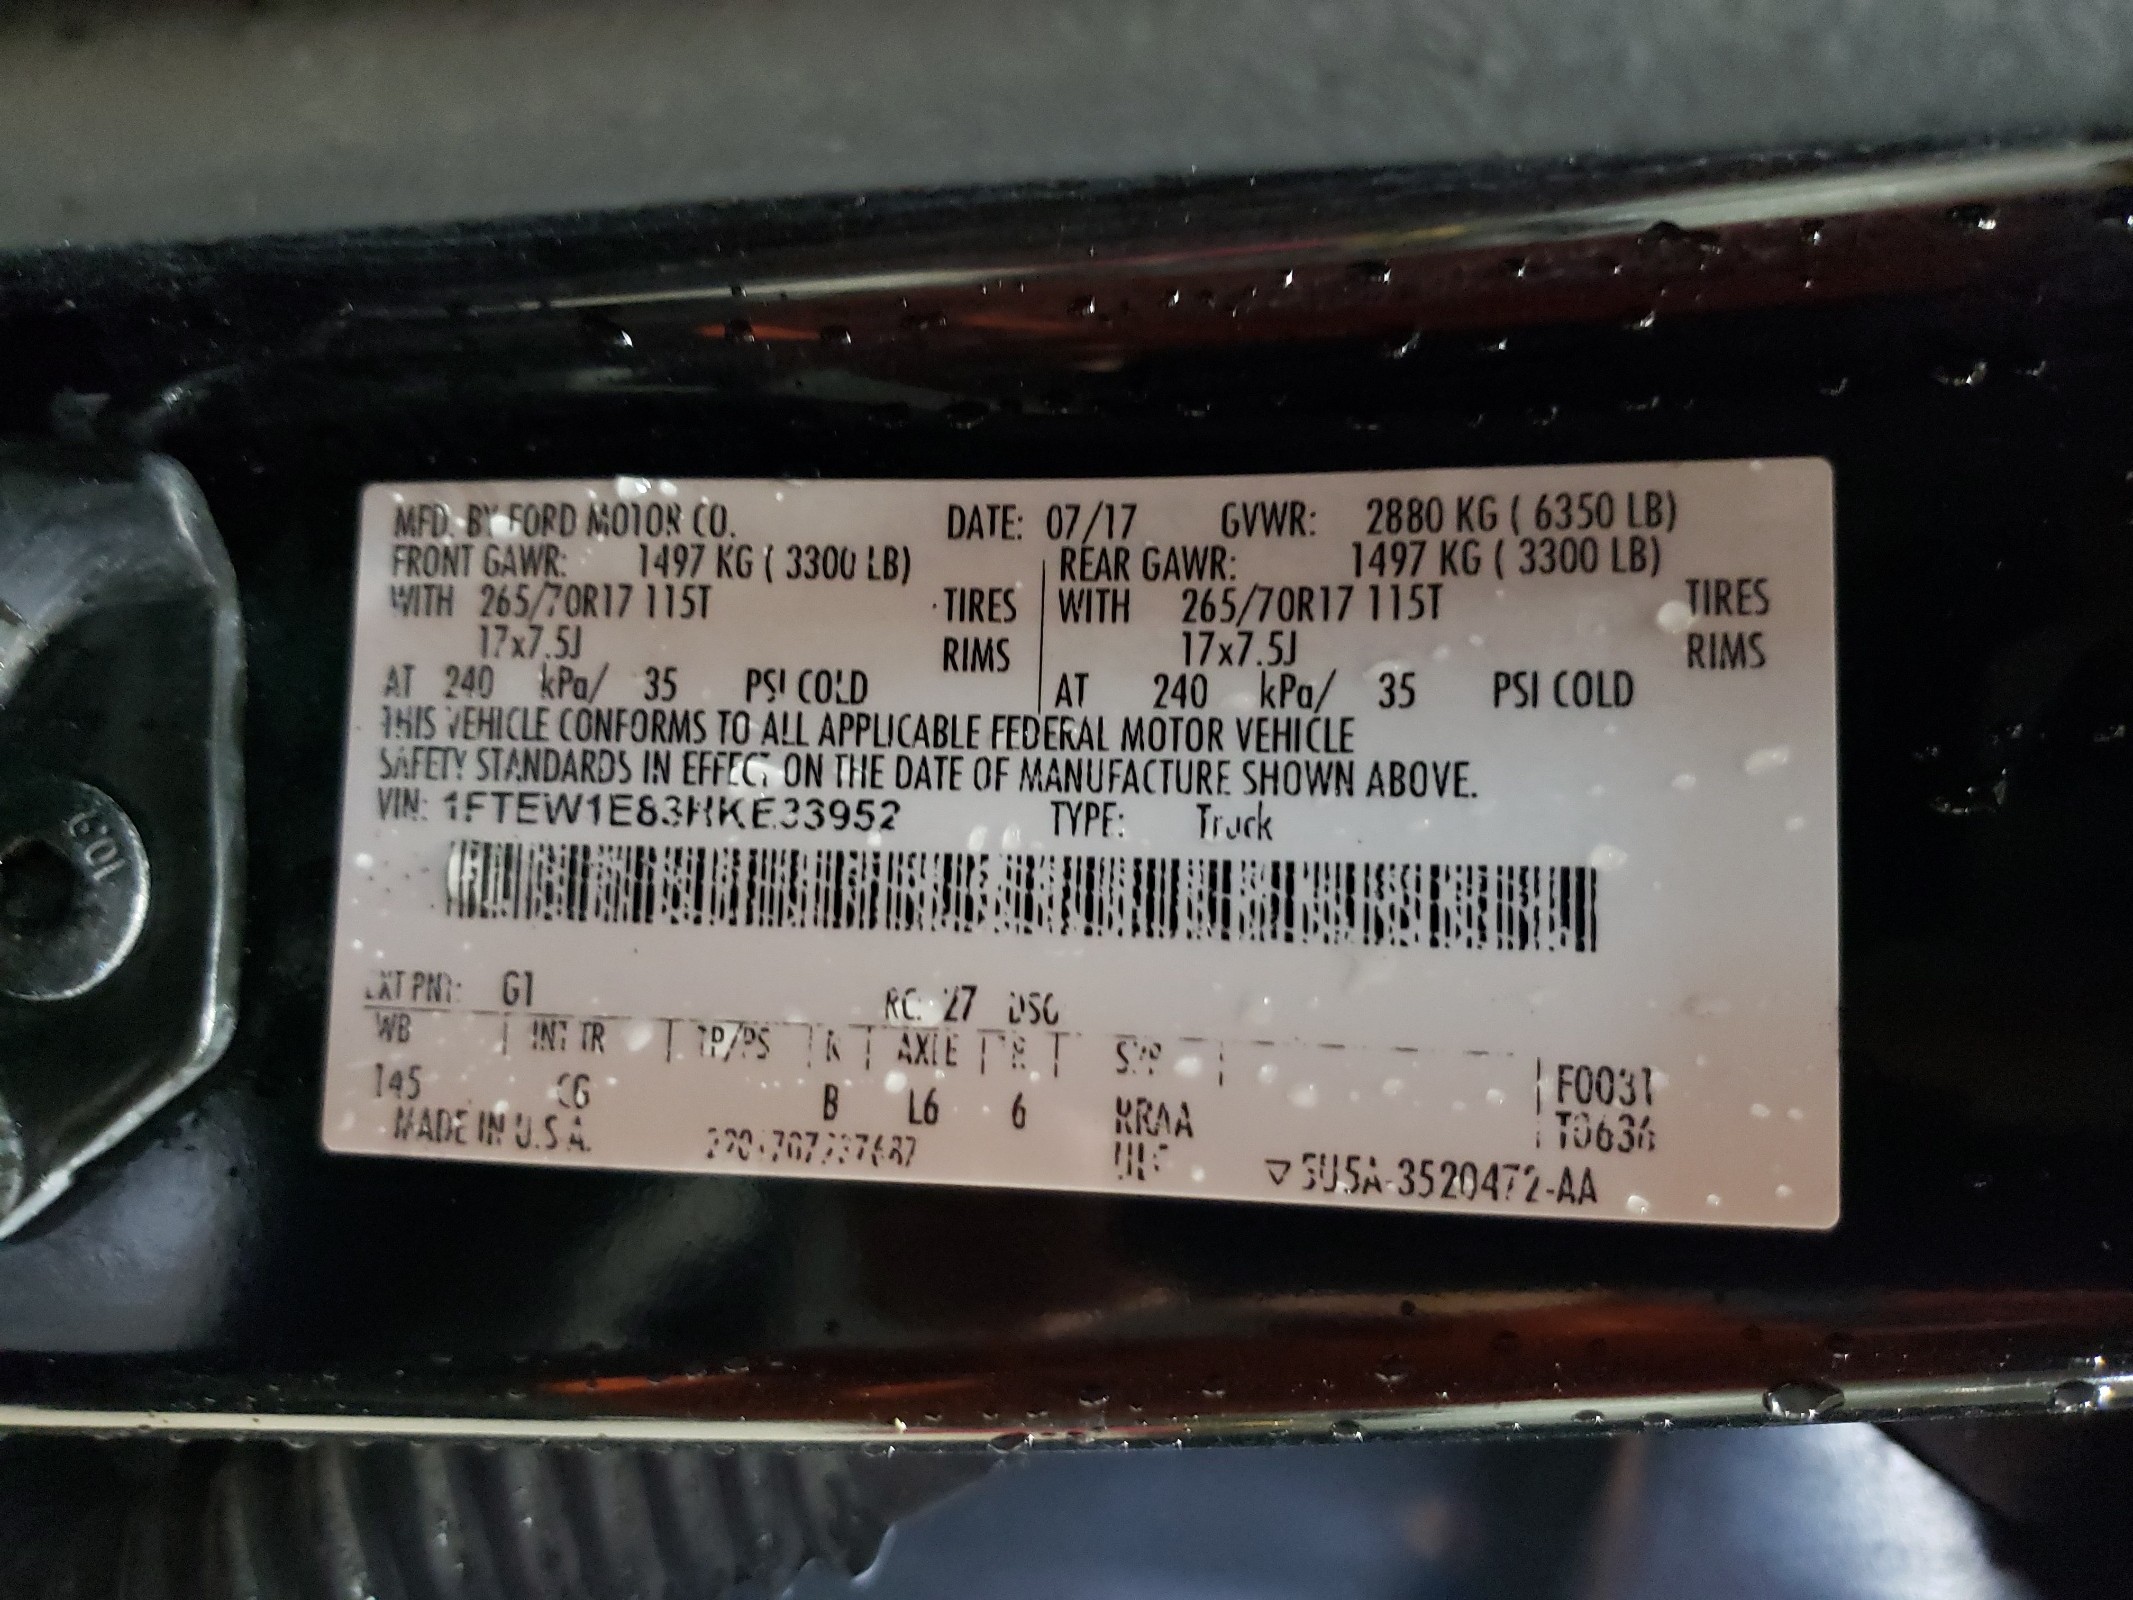 MFD. BY FORD MOTOR CO. DATE: 07/17 GVWR: 2880 KG ( 6350 LB)
FRONT GAWR: 1497 KG ( 3300 LB) REAR GAWR: 1497 KG ( 3300 LB)
WITH 265/70R17 115T TIRES WITH 265/70R17 115T TIRES
17x7.5J RIMS 17x7.5J RIMS
AT 240 kPa/ 35 PSI COLD AT 240 kPa/ 35 PSI COLD
THIS VEHICLE CONFORMS TO ALL APPLICABLE FEDERAL MOTOR VEHICLE
SAFETY STANDARDS IN EFFECT ON THE DATE OF MANUFACTURE SHOWN ABOVE.
VIN: 1FTEW1E83HKE33952 TYPE: Truck
EXT PNT: G1 RC: 27 DSO
WB INT TR TP/PS R AXLE
145 CG B L6 6 F0031
MADE IN U.S.A.
10.9